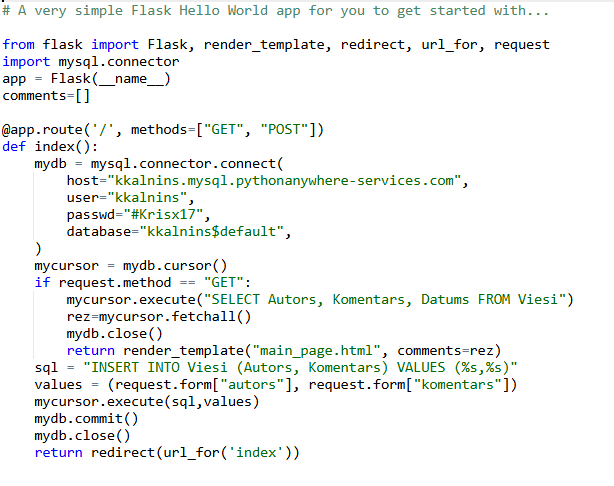 # A very simple Flask Hello World app for you to get started with...
from flask import Flask, render_template, redirect, url_for, request
import mysql.connector
app = Flask(__name__)
comments=[]
@app.route('/', methods=["GET", "POST"])
def index():
    mydb = mysql.connector.connect(
        host="kkalnins.mysql.pythonanywhere-services.com",
        user="kkalnins",
        passwd="#Krisx17",
        database="kkalnins$default",
    )
    mycursor = mydb.cursor()
    if request.method == "GET":
        mycursor.execute("SELECT Autors, Komentars, Datums FROM Viesi")
        rez=mycursor.fetchall()
        mydb.close()
        return render_template("main_page.html", comments=rez)
    sql = "INSERT INTO Viesi (Autors, Komentars) VALUES (%s,%s)"
    values = (request.form["autors"], request.form["komentars"])
    mycursor.execute(sql,values)
    mydb.commit()
    mydb.close()
    return redirect(url_for('index'))